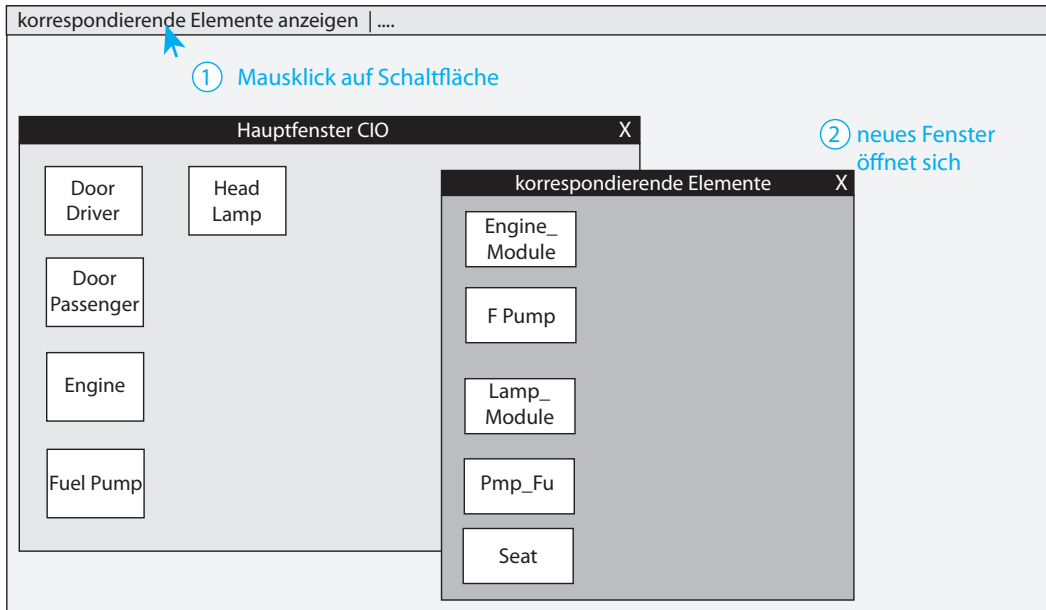 korrespondierende Elemente anzeigen | ....
1 Mausklick auf Schaltfläche
Hauptfenster CIO X
2 neues Fenster
öffnet sich
Door
Driver
Head
Lamp
Door
Passenger
Engine
Fuel Pump
korrespondierende Elemente X
Engine_
Module
F Pump
Lamp_
Module
Pmp_Fu
Seat